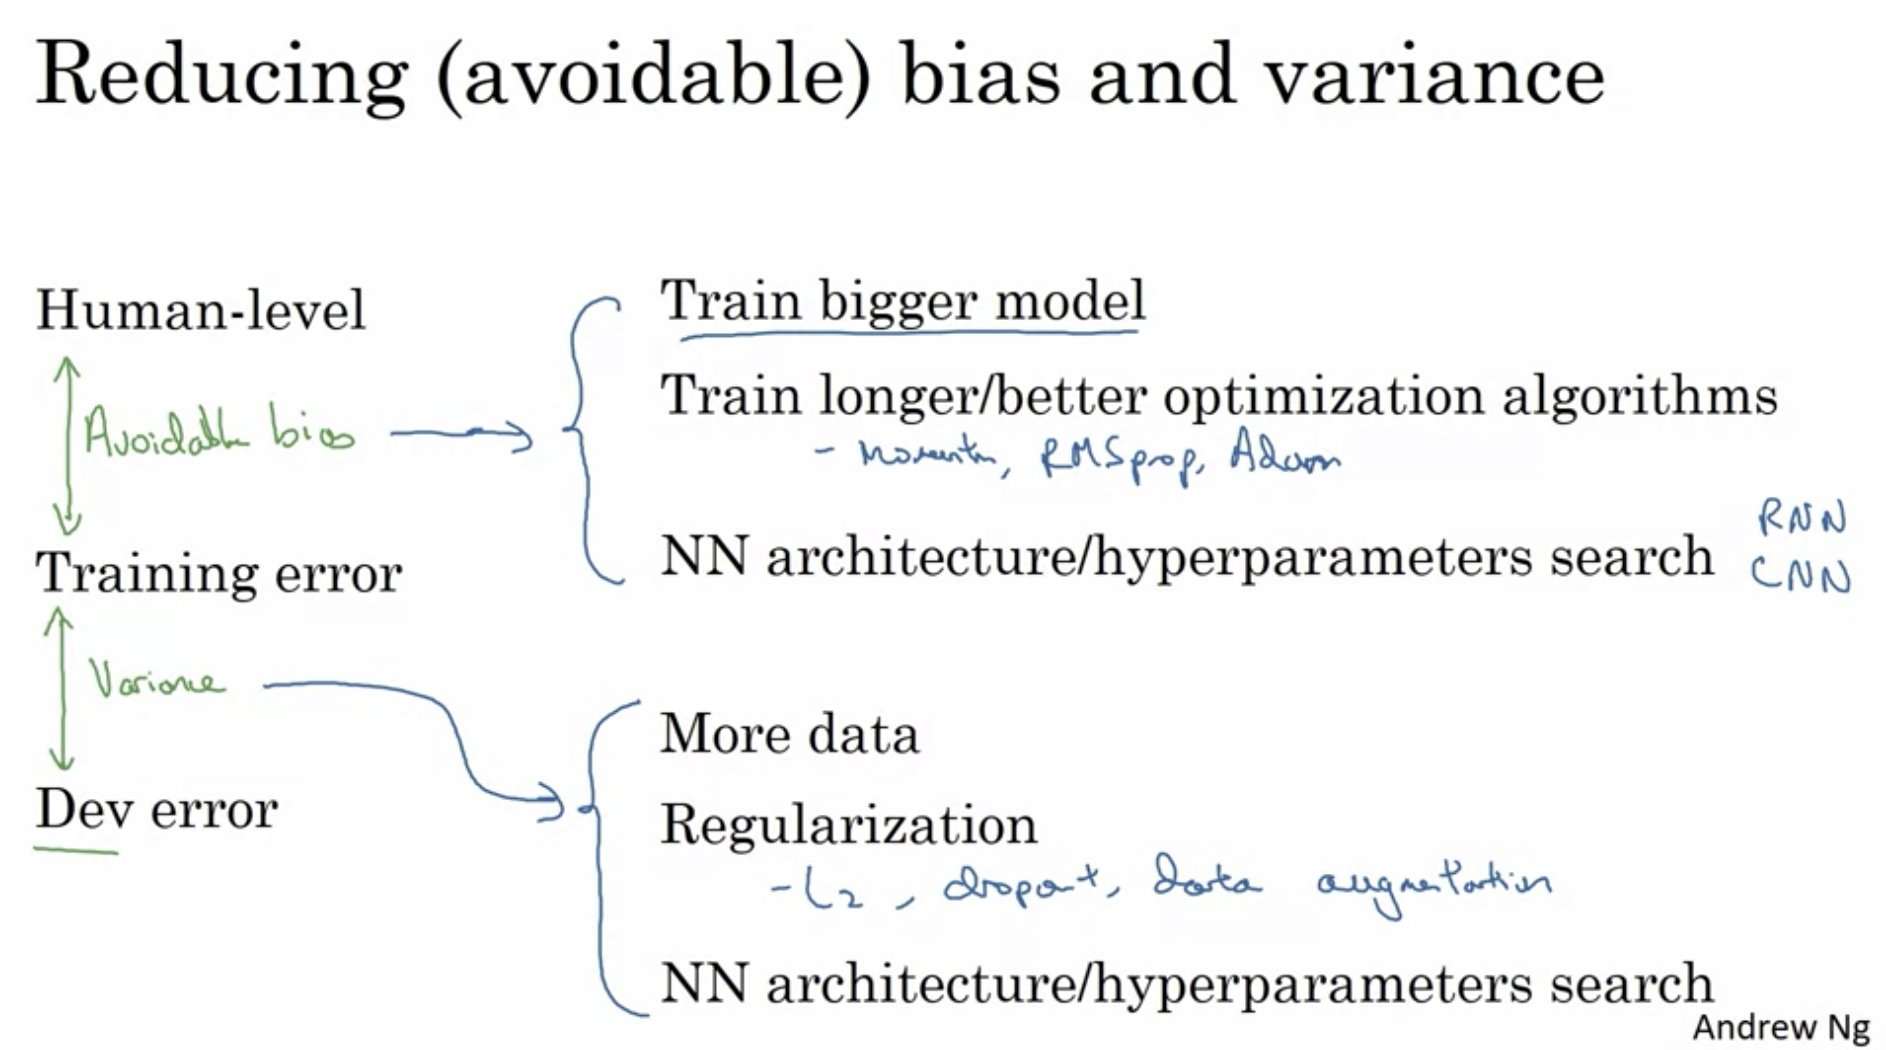 Reducing (avoidable) bias and variance
Human-level
Avoidable bias
Training error
Variance
Dev error
Train bigger model
Train longer/better optimization algorithms
- momentum, RMSprop, Adam
NN architecture/hyperparameters search
RNN
CNN
More data
Regularization
- L2, dropout, data augmentation
NN architecture/hyperparameters search
Andrew Ng